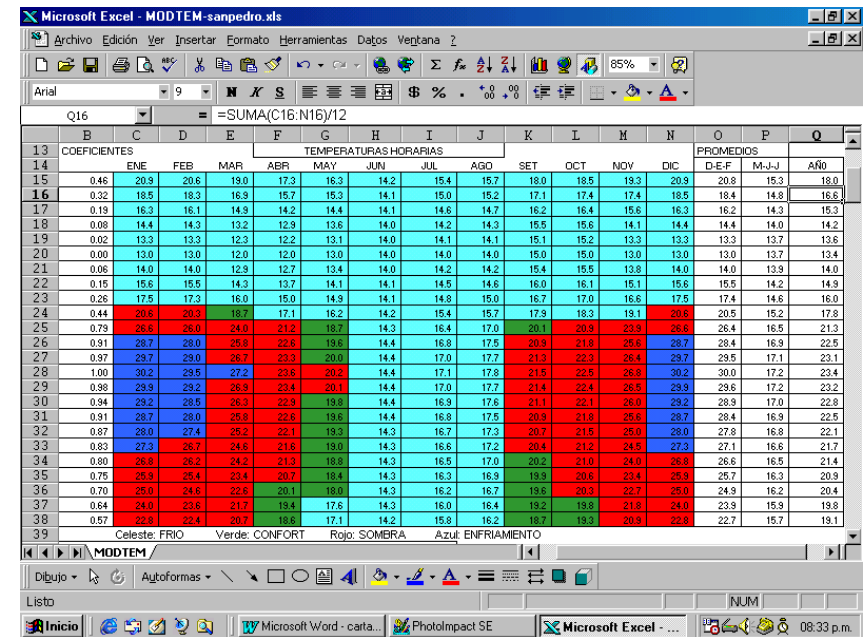 Microsoft Excel - MODTEM-sanpedro.xls
Archivo Edición Ver Insertar Formato Herramientas Datos Ventana ?
85%
Arial 9 N K S $ % .
Q16 = =SUMA(C16:N16)/12
B C D E F G H I J K L M N O P Q
13 COEFICIENTES TEMPERATURAS HORARIAS PROMEDIOS
14 ENE FEB MAR ABR MAY JUN JUL AGO SET OCT NOV DIC D-E-F M-J-J AÑO
15 0.46 20.9 20.6 19.0 17.3 16.3 14.2 15.4 15.7 18.0 18.5 19.3 20.9 20.8 15.3 18.0
16 0.32 18.5 18.3 16.9 15.7 15.3 14.1 15.0 15.2 17.1 17.4 17.4 18.5 18.4 14.8 16.6
17 0.19 16.3 16.1 14.9 14.2 14.4 14.1 14.6 14.7 16.2 16.4 15.6 16.3 16.2 14.3 15.3
18 0.08 14.4 14.3 13.2 12.9 13.6 14.0 14.2 14.3 15.5 15.6 14.1 14.4 14.4 14.0 14.2
19 0.02 13.3 13.3 12.3 12.2 13.1 14.0 14.1 14.1 15.1 15.2 13.3 13.3 13.3 13.7 13.6
20 0.00 13.0 13.0 12.0 12.0 13.0 14.0 14.0 14.0 15.0 15.0 13.0 13.0 13.0 13.7 13.4
21 0.06 14.0 14.0 12.9 12.7 13.4 14.0 14.2 14.2 15.4 15.5 13.8 14.0 14.0 13.9 14.0
22 0.15 15.6 15.5 14.3 13.7 14.1 14.1 14.5 14.6 16.0 16.1 15.1 15.6 15.5 14.2 14.9
23 0.26 17.5 17.3 16.0 15.0 14.9 14.1 14.8 15.0 16.7 17.0 16.6 17.5 17.4 14.6 16.0
24 0.44 20.6 20.3 18.7 17.1 16.2 14.2 15.4 15.7 17.9 18.3 19.1 20.6 20.5 15.2 17.8
25 0.79 26.6 26.0 24.0 21.2 18.7 14.3 16.4 17.0 20.1 20.9 23.9 26.6 26.4 16.5 21.3
26 0.91 28.7 28.0 25.8 22.6 19.6 14.4 16.8 17.5 20.9 21.8 25.6 28.7 28.4 16.9 22.5
27 0.97 29.7 29.0 26.7 23.3 20.0 14.4 17.0 17.7 21.3 22.3 26.4 29.7 29.5 17.1 23.1
28 1.00 30.2 29.5 27.2 23.6 20.2 14.4 17.1 17.8 21.5 22.5 26.8 30.2 30.0 17.2 23.4
29 0.98 29.9 29.2 26.9 23.4 20.1 14.4 17.0 17.7 21.4 22.4 26.5 29.9 29.6 17.2 23.2
30 0.94 29.2 28.5 26.3 22.9 19.8 14.4 16.9 17.6 21.1 22.1 26.0 29.2 28.9 17.0 22.8
31 0.91 28.7 28.0 25.8 22.6 19.6 14.4 16.8 17.5 20.9 21.8 25.6 28.7 28.4 16.9 22.5
32 0.87 28.0 27.4 25.2 22.1 19.3 14.3 16.7 17.3 20.7 21.5 25.0 28.0 27.8 16.8 22.1
33 0.83 27.3 26.7 24.6 21.6 19.0 14.3 16.6 17.2 20.4 21.2 24.5 27.3 27.1 16.6 21.7
34 0.80 26.8 26.2 24.2 21.3 18.8 14.3 16.5 17.0 20.2 21.0 24.0 26.8 26.6 16.5 21.4
35 0.75 25.9 25.4 23.4 20.7 18.4 14.3 16.3 16.9 19.9 20.6 23.4 25.9 25.7 16.3 20.9
36 0.70 25.0 24.6 22.6 20.1 18.0 14.3 16.2 16.7 19.6 20.3 22.7 25.0 24.9 16.2 20.4
37 0.64 24.0 23.6 21.7 19.4 17.6 14.3 16.0 16.4 19.2 19.8 21.8 24.0 23.9 15.9 19.8
38 0.57 22.8 22.4 20.7 18.6 17.1 14.2 15.8 16.2 18.7 19.3 20.9 22.8 22.7 15.7 19.1
39 Celeste: FRIO Verde: CONFORT Rojo: SOMBRA Azul: ENFRIAMIENTO
MODTEM
Dibujo Autoformas
Listo NUM
Inicio Microsoft Word - carta... PhotoImpact SE Microsoft Excel - ... 08:33 p.m.